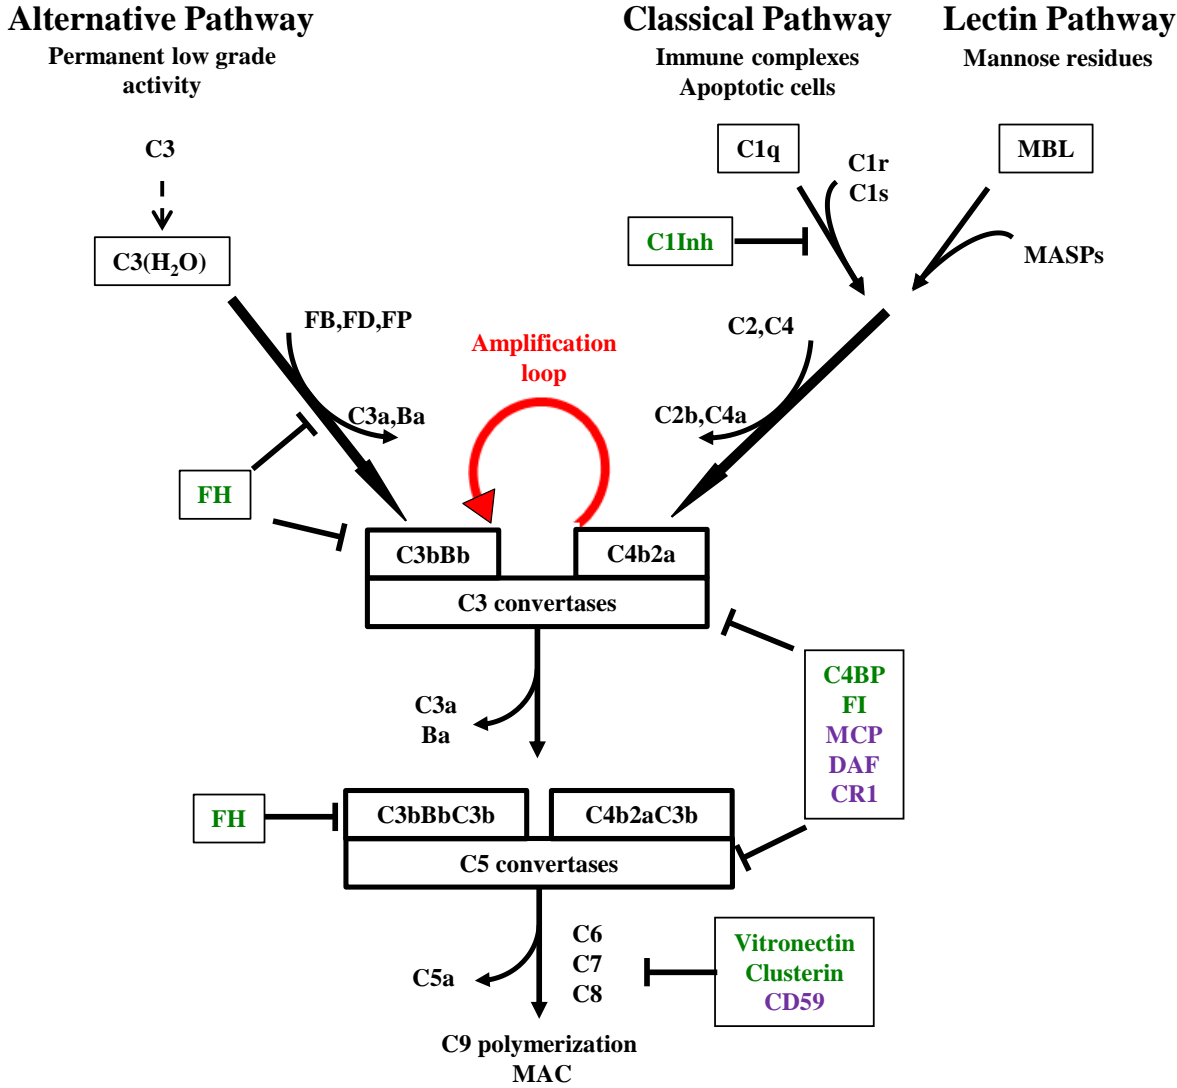 Alternative Pathway
Permanent low grade
activity
Classical Pathway
Immune complexes
Apoptotic cells
Lectin Pathway
Mannose residues
C3
C1q
C1r
C1s
MBL
C1Inh
MASPs
C3(H₂O)
FB,FD,FP
Amplification
loop
C2,C4
C3a,Ba
C2b,C4a
FH
C3bBb
C4b2a
C3 convertases
C4BP
FI
MCP
DAF
CR1
C3a
Ba
FH
C3bBbC3b
C4b2aC3b
C5 convertases
C5a
C6
C7
C8
Vitronectin
Clusterin
CD59
C9 polymerization
MAC